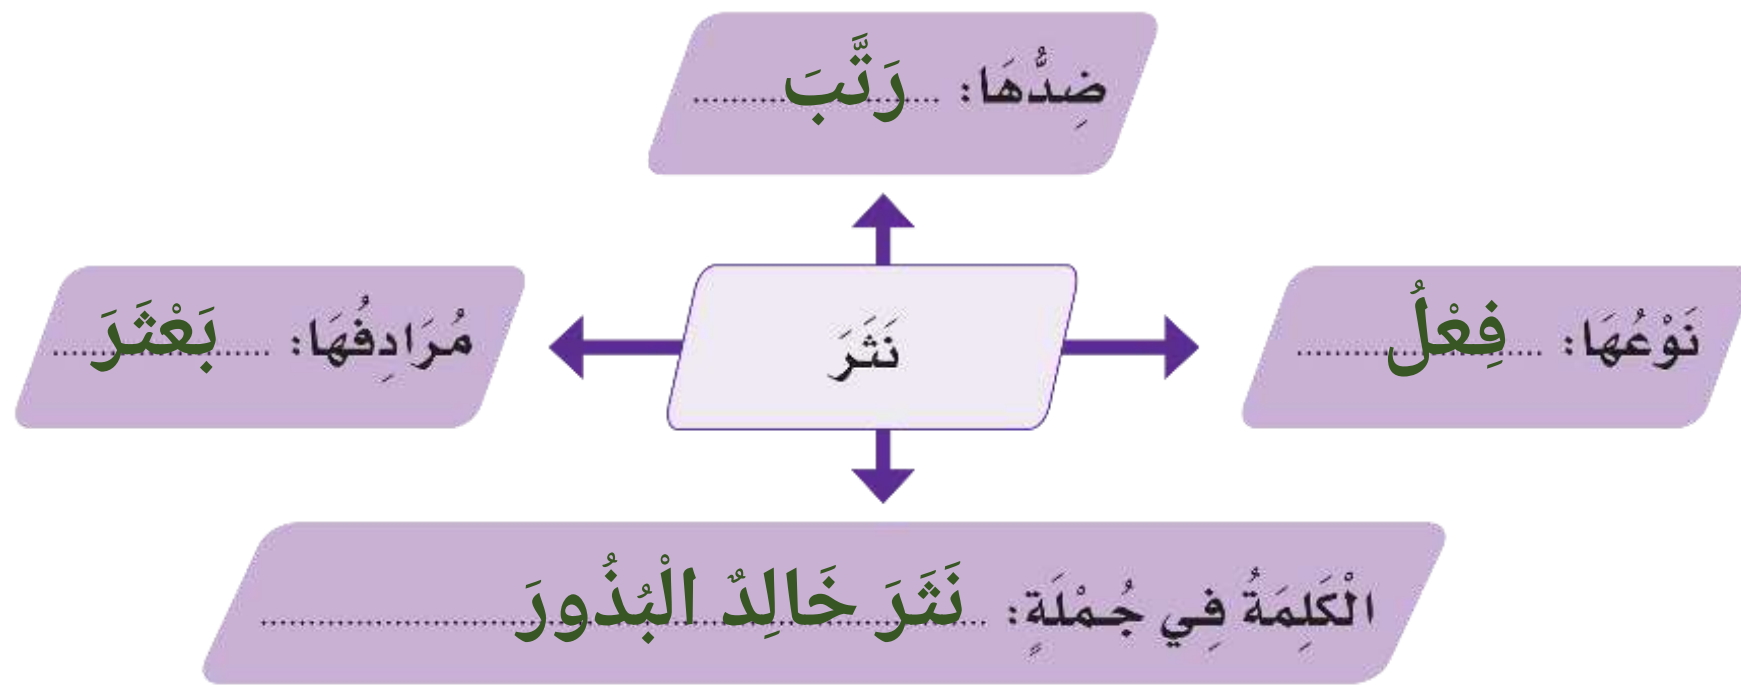 ضِدُّهَا: رَتَّبَ
نَوْعُهَا: فِعْلُ
نَثَرَ
مُرَادِفُهَا: بَعْثَرَ
الْكَلِمَةُ فِي جُمْلَةٍ: نَثَرَ خَالِدٌ الْبُذُورَ